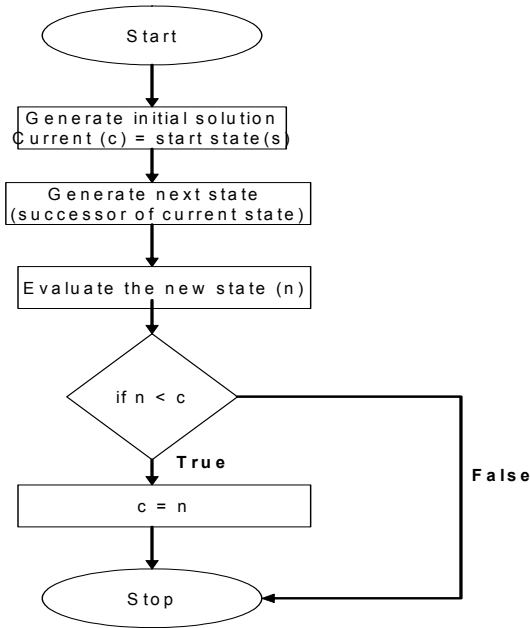 Start
Generate initial solution
Current (c) = start state(s)
Generate next state
(successor of current state)
Evaluate the new state (n)
if n < c
True
False
c = n
Stop